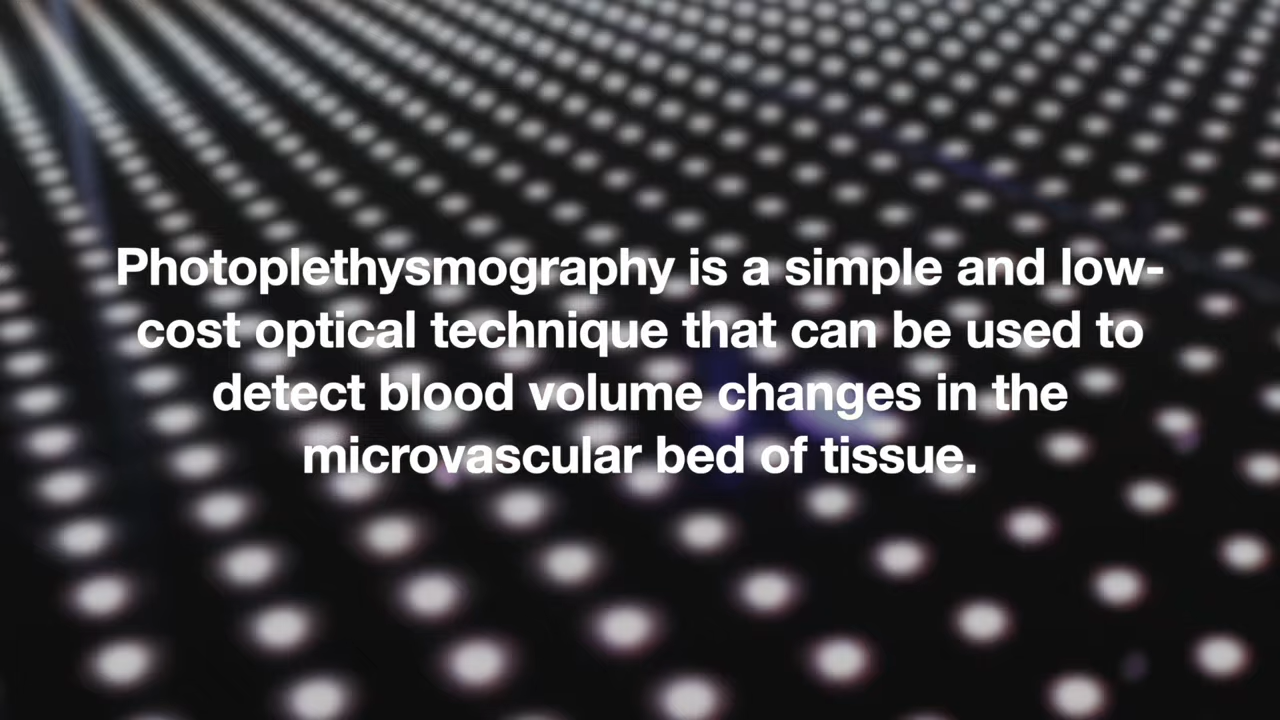 Photoplethysmography is a simple and low-
cost optical technique that can be used to
detect blood volume changes in the
microvascular bed of tissue.